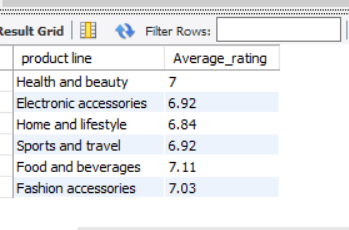 Result Grid Filter Rows:
product line Average_rating
Health and beauty 7
Electronic accessories 6.92
Home and lifestyle 6.84
Sports and travel 6.92
Food and beverages 7.11
Fashion accessories 7.03